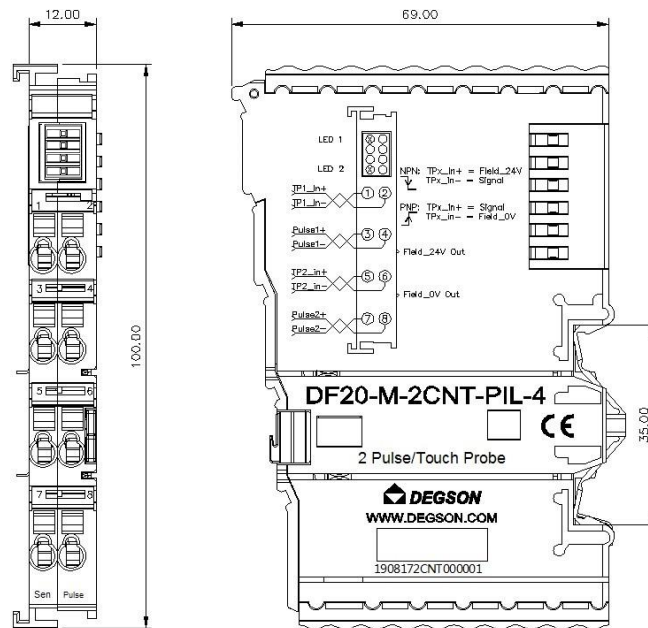 12.00
69.00
100.00
35.00
1
2
3
4
5
6
7
8
Sen
Pulse
LED 1
LED 2
TP1_In+
TP1_In-
① ②
Pulse1+
Pulse1-
③ ④
TP2_in+
TP2_in-
⑤ ⑥
Pulse2+
Pulse2-
⑦ ⑧
NPN: TPx_In+ = Field_24V
TPx_In- = Signal
PNP: TPx_in+ = Signal
TPx_in- = Field_0V
Field_24V Out
Field_0V Out
DF20-M-2CNT-PIL-4
CE
2 Pulse/Touch Probe
DEGSON
WWW.DEGSON.COM
1908172CNT000001